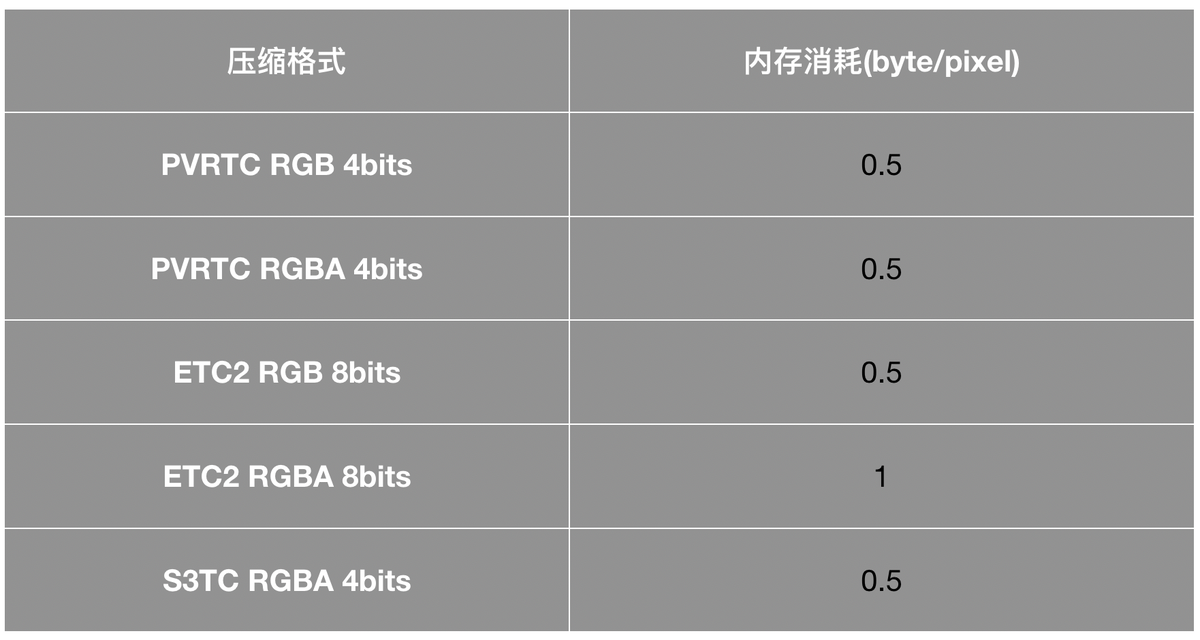 压缩格式
内存消耗(byte/pixel)
PVRTC RGB 4bits
0.5
PVRTC RGBA 4bits
0.5
ETC2 RGB 8bits
0.5
ETC2 RGBA 8bits
1
S3TC RGBA 4bits
0.5